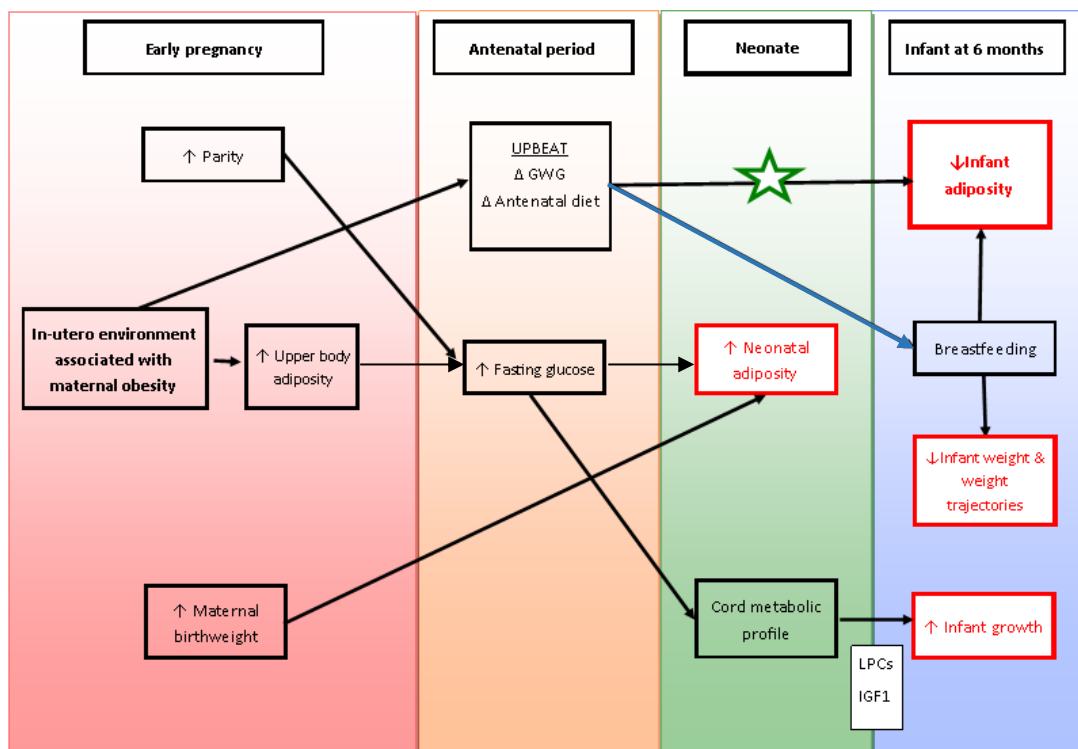 Early pregnancy
Antenatal period
Neonate
Infant at 6 months
↑ Parity
UPBEAT
Δ GWG
Δ Antenatal diet
↓Infant
adiposity
In-utero environment
associated with
maternal obesity
↑ Upper body
adiposity
↑ Fasting glucose
↑ Neonatal
adiposity
Breastfeeding
↓Infant weight &
weight
trajectories
↑ Maternal
birthweight
Cord metabolic
profile
↑ Infant growth
LPCs
IGF1